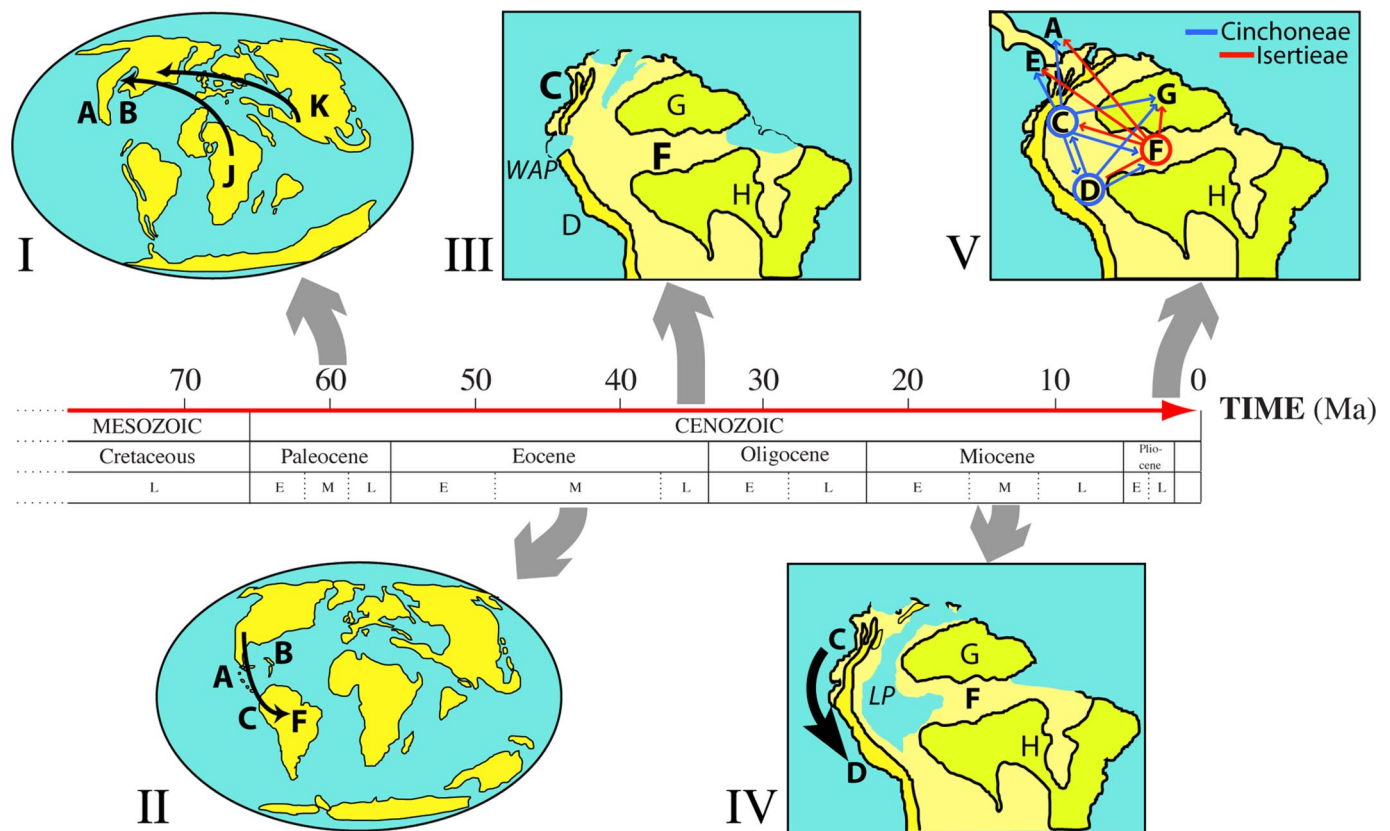 A B
K
J
I
C
G
F
WAP
H
D
III
Cinchoneae
Isertieae
A
E
G
C
F
D
H
V
70 60 50 40 30 20 10 0
TIME (Ma)
MESOZOIC CENOZOIC
Cretaceous Paleocene Eocene Oligocene Miocene Plio-
cene
L E M L E M L E L E M L E L
B
A
C F
II
C
G
LP F
H
D
IV